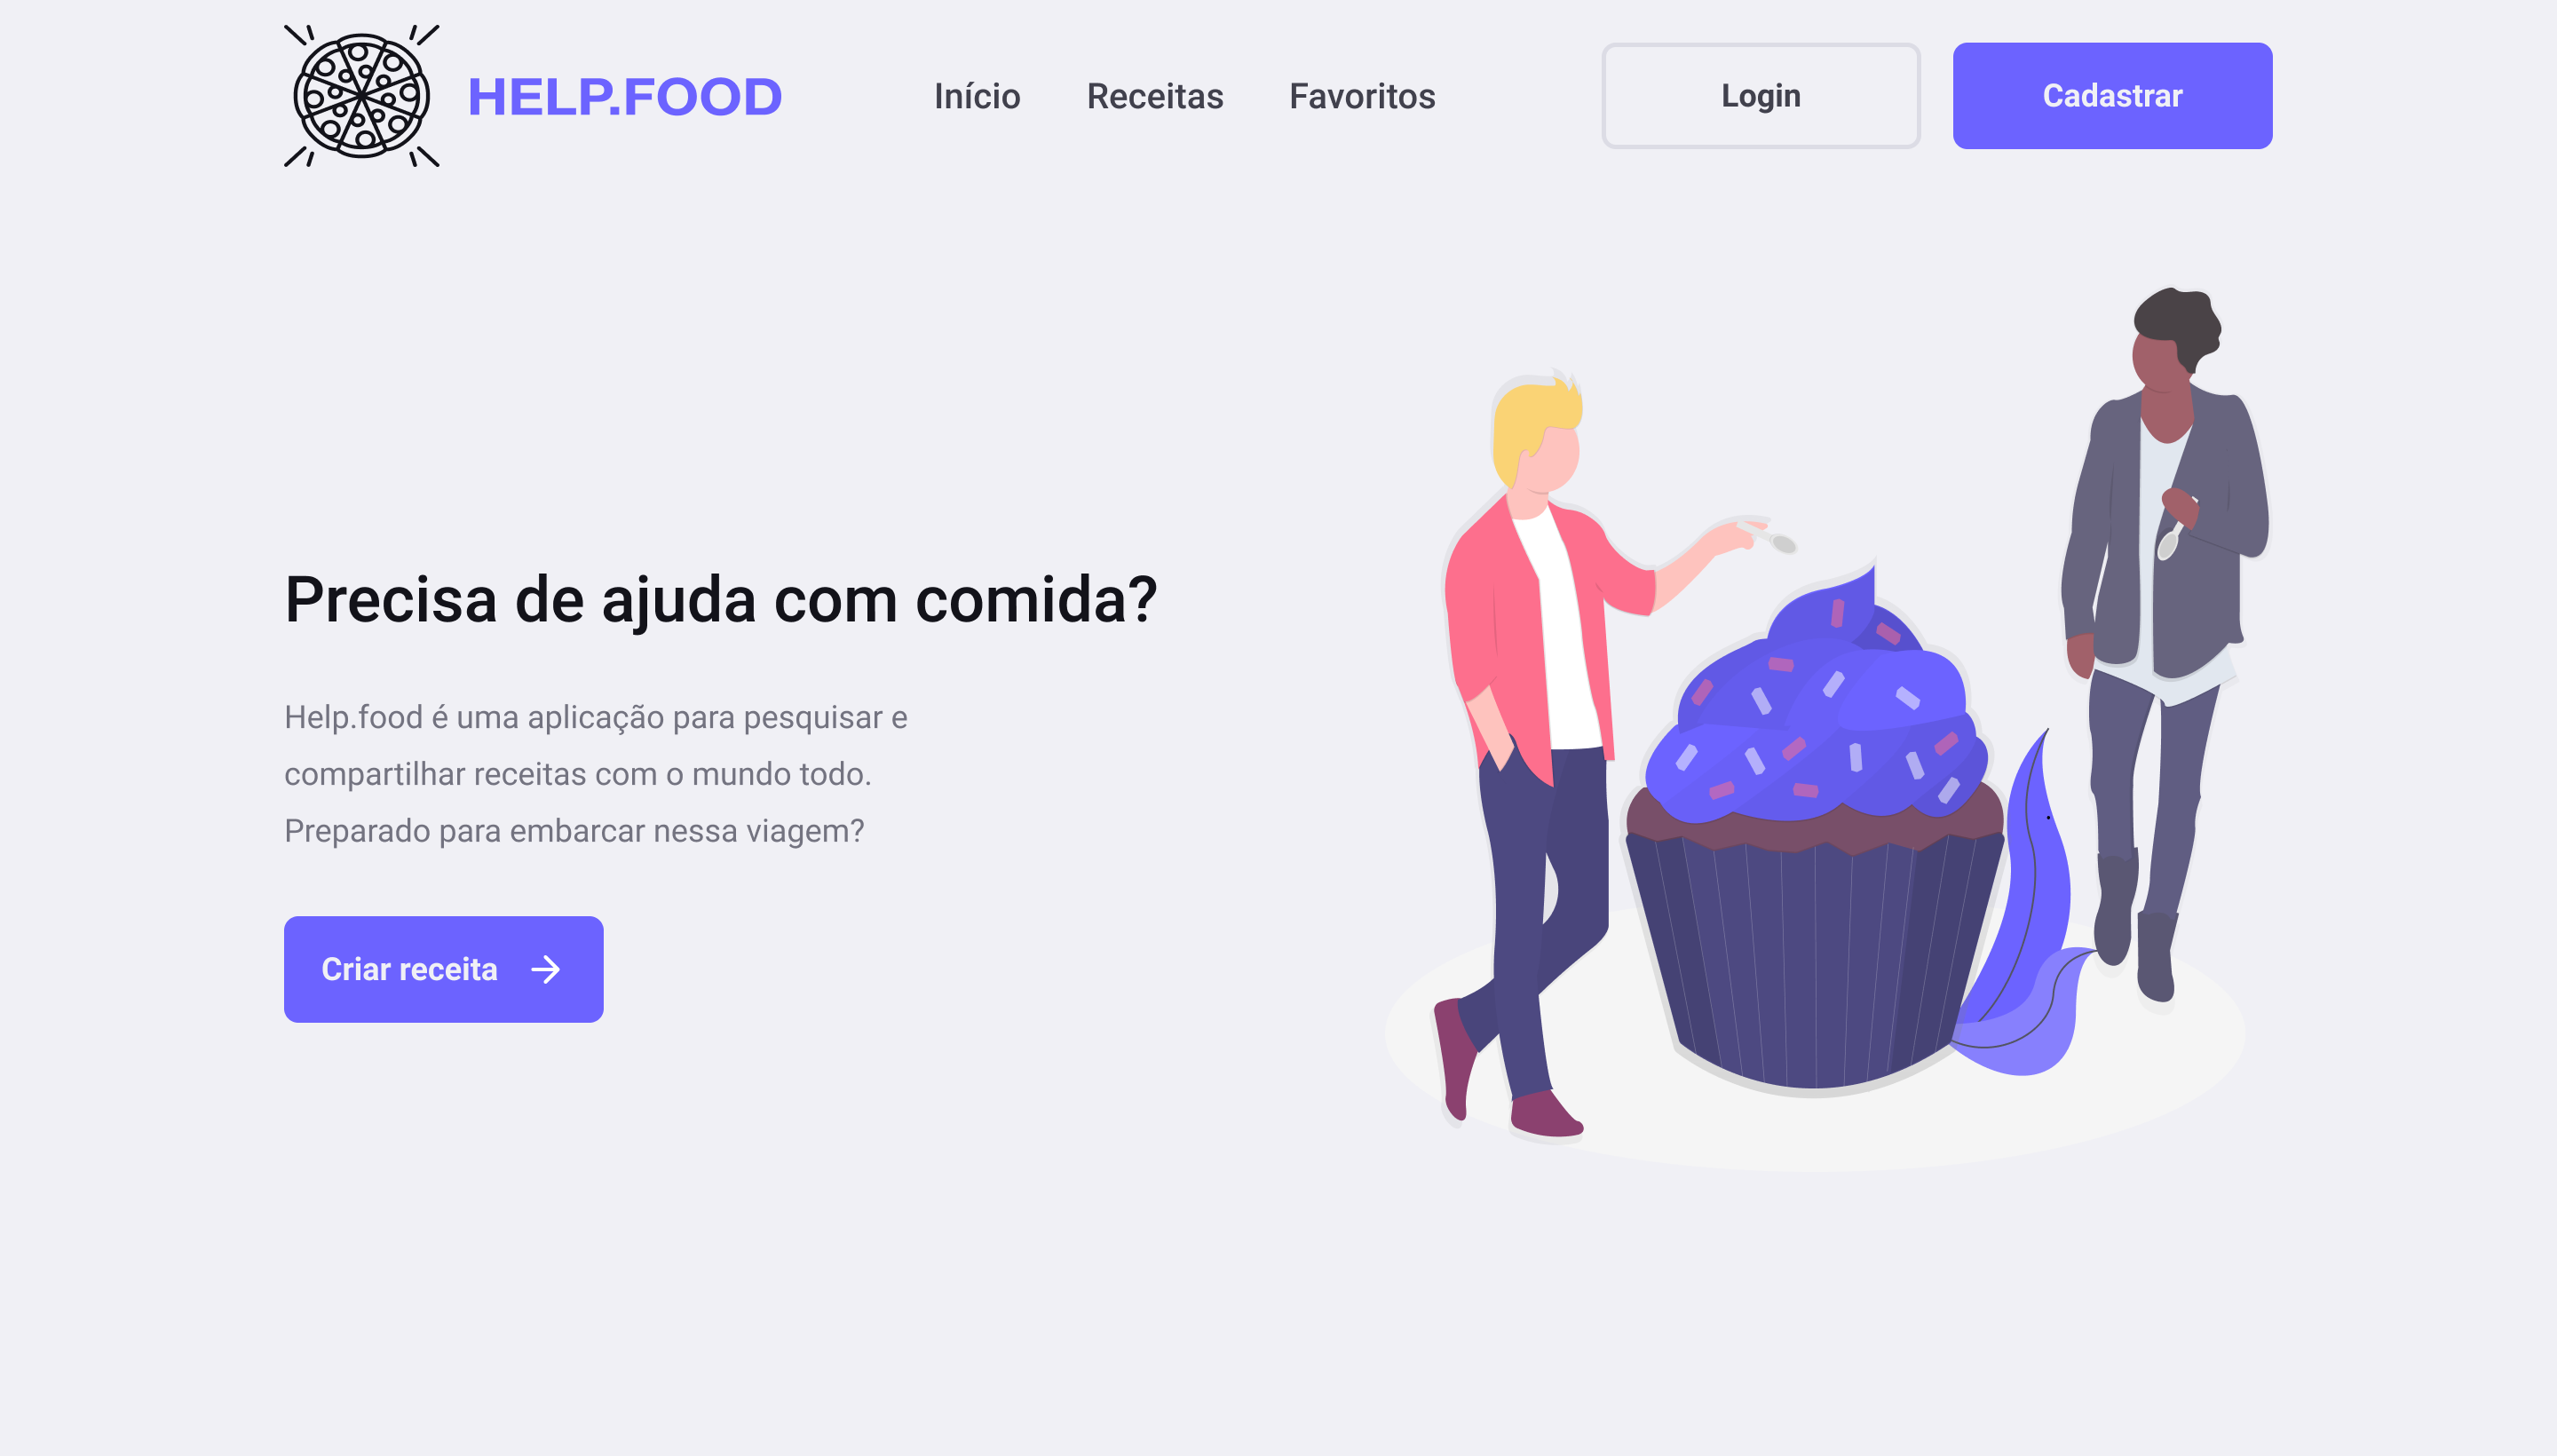 HELP.FOOD
Início
Receitas
Favoritos
Login
Cadastrar
Precisa de ajuda com comida?
Help.food é uma aplicação para pesquisar e
compartilhar receitas com o mundo todo.
Preparado para embarcar nessa viagem?
Criar receita